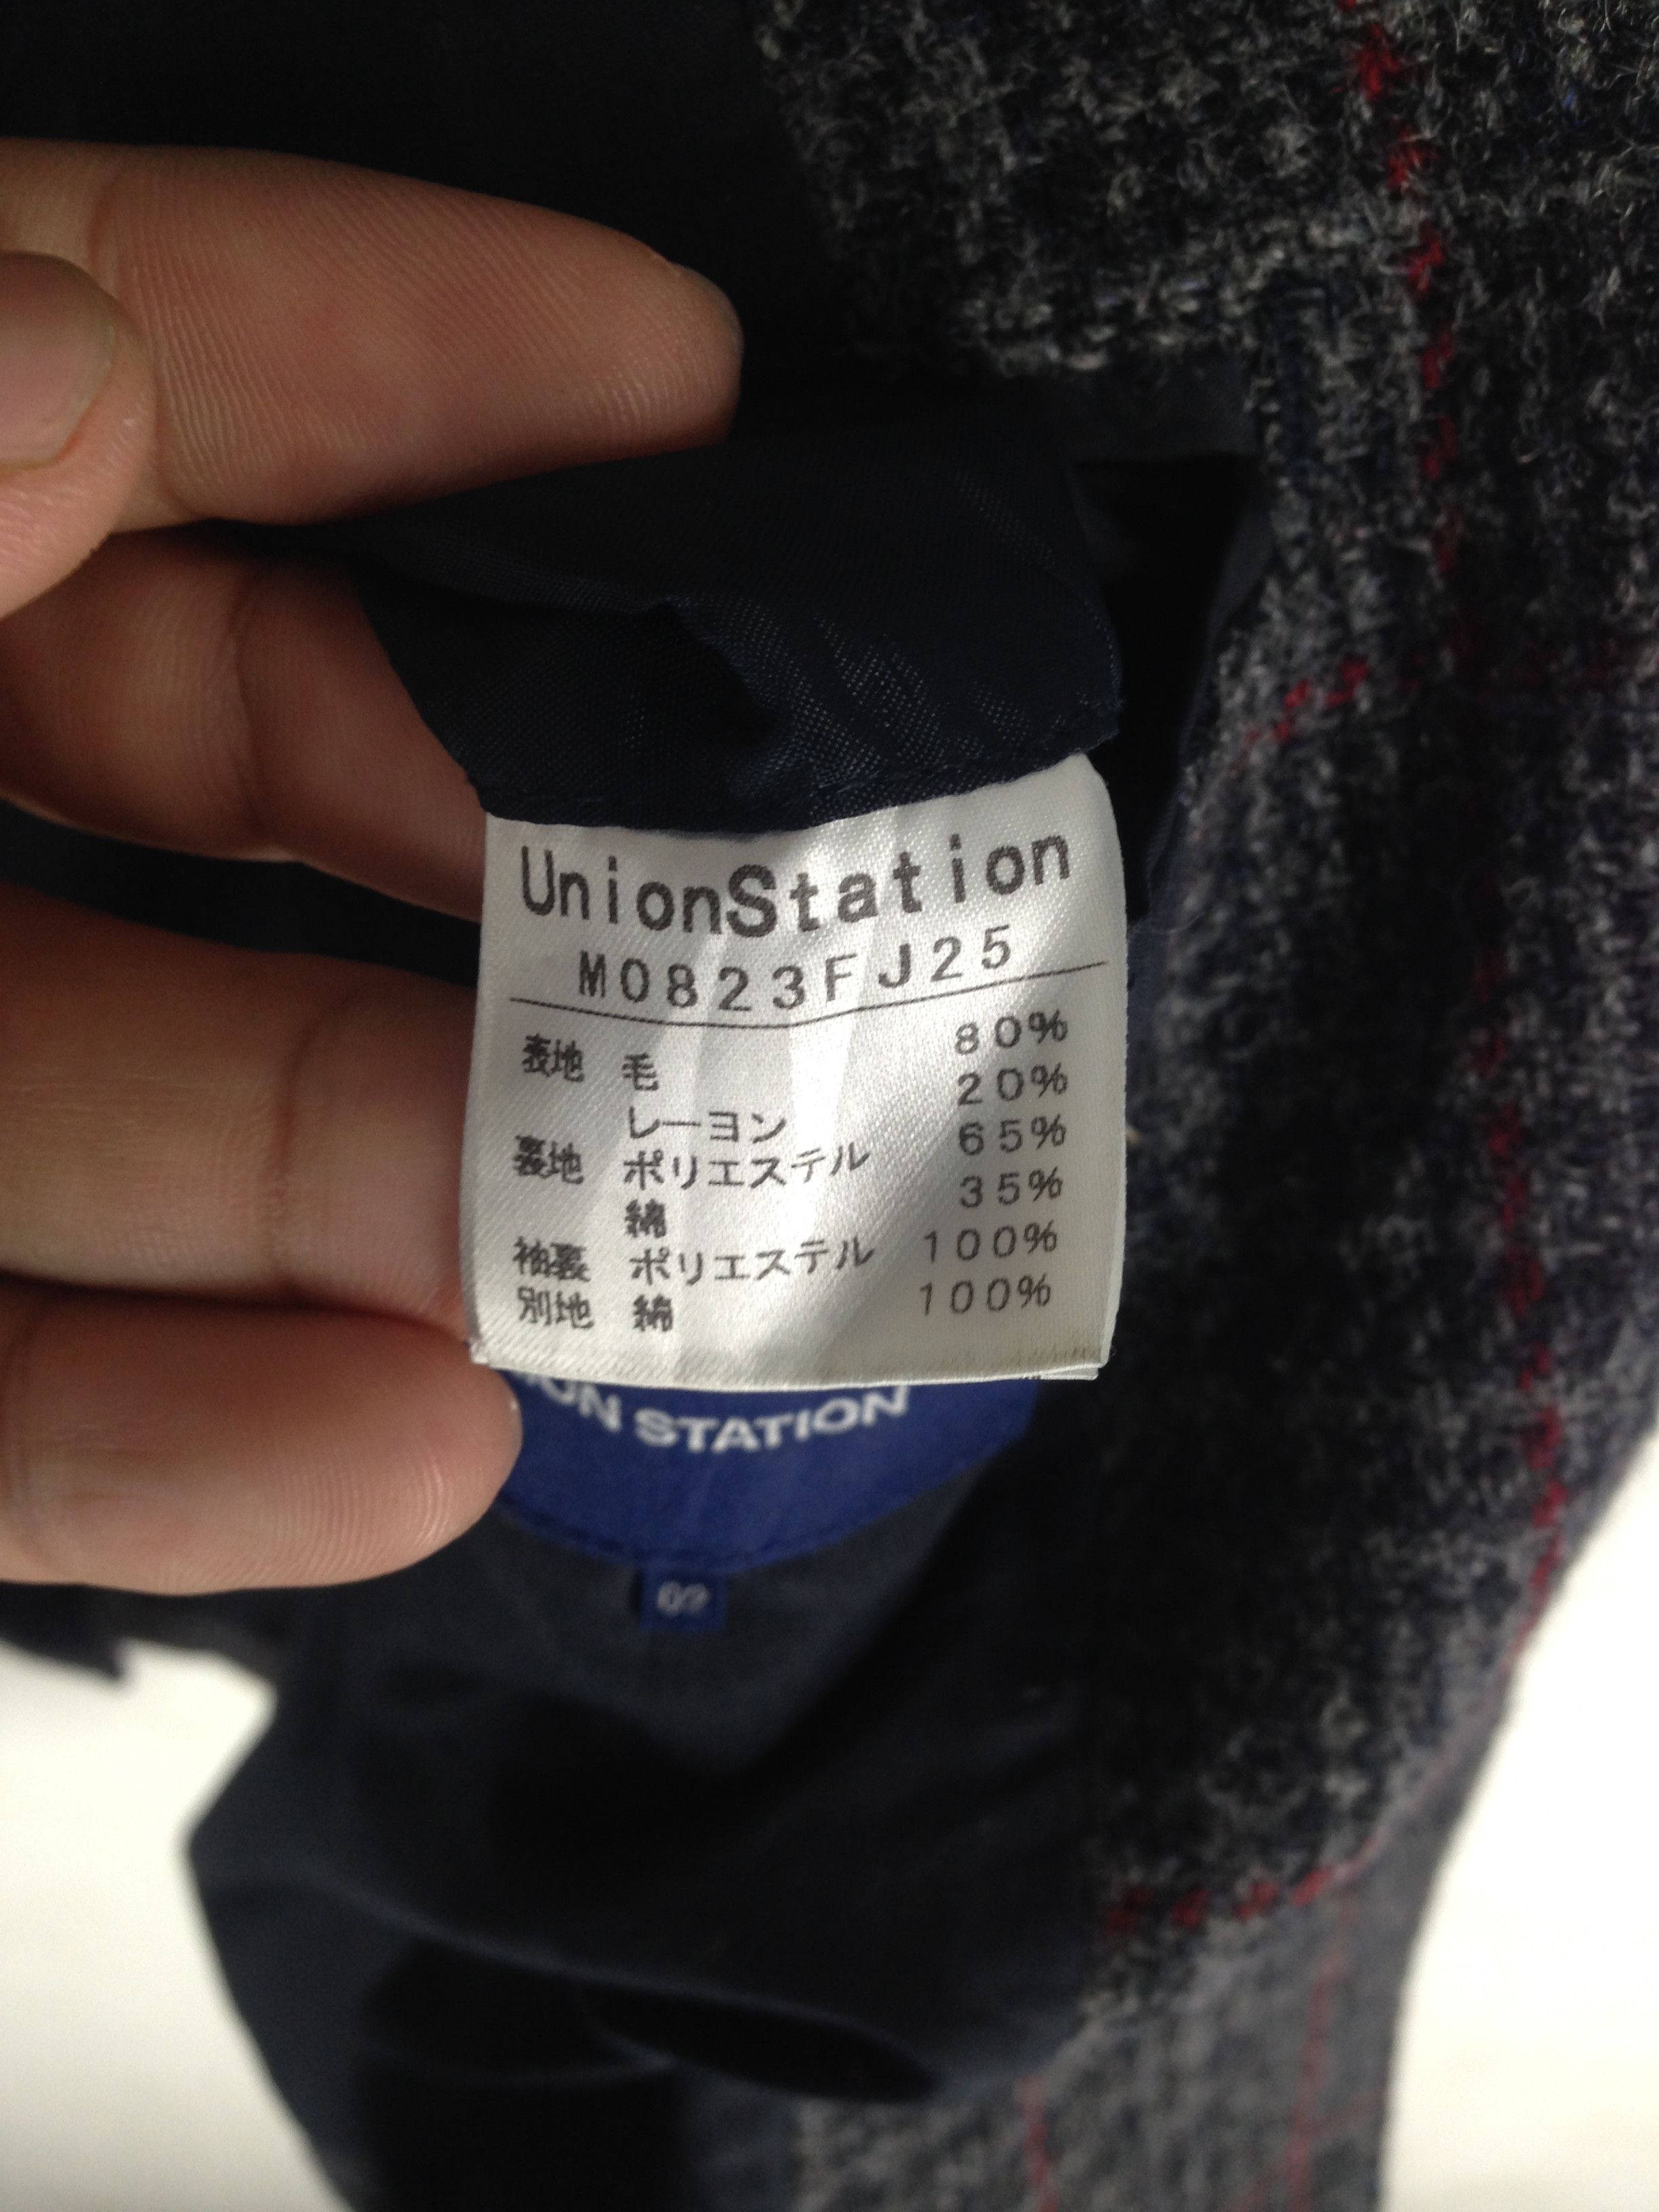 UnionStation
M0823FJ25
表地 毛 80%
レーヨン 20%
裏地 ポリエステル 65%
綿 35%
袖裏 ポリエステル 100%
別地 綿 100%
STATION
02